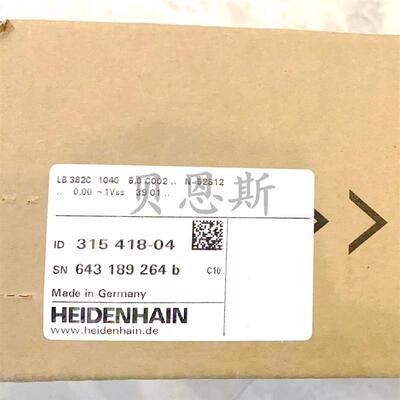 LB 382C 1040 5.0 C002 .. N-52S12
.. 0,00 ~1Vss 39 01 ..
贝恩斯
ID 315 418-04
SN 643 189 264 b C10
Made in Germany
HEIDENHAIN
www.heidenhain.de